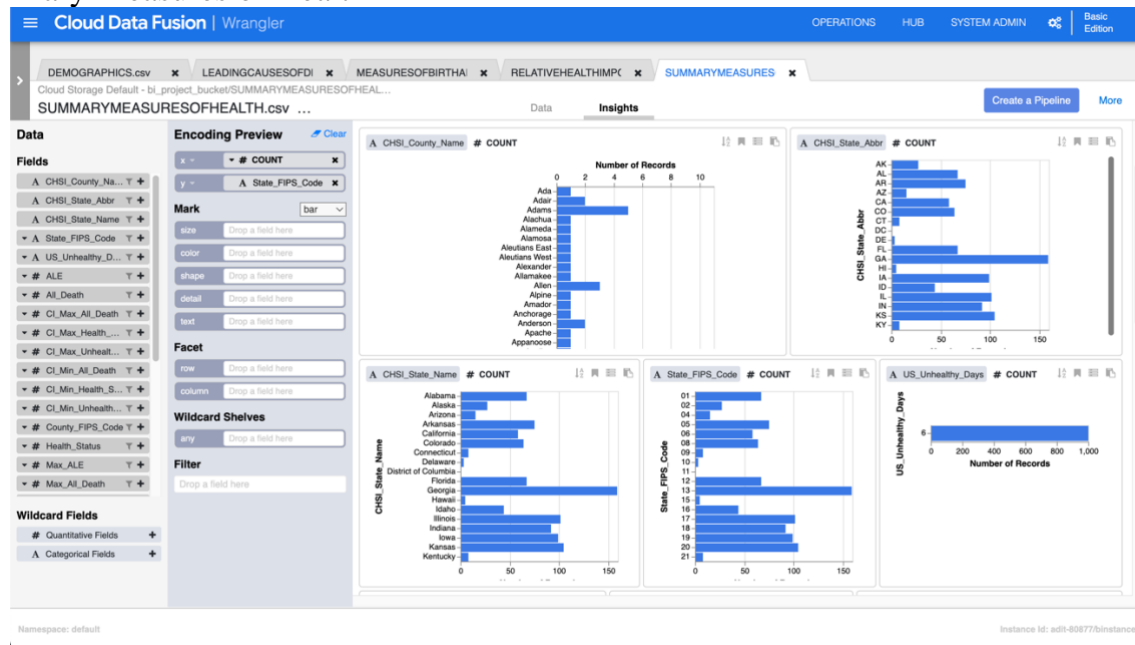 Cloud Data Fusion | Wrangler
OPERATIONS HUB SYSTEM ADMIN Basic Edition
DEMOGRAPHICS.csv LEADINGCAUSESOFDI MEASURESOFBIRTHA RELATIVEHEALTHIMP( SUMMARYMEASURES
Cloud Storage Default - bi_project_bucket/SUMMARYMEASURESOFHEAL...
SUMMARYMEASURESOFHEALTH.csv ...
Data Insights
Create a Pipeline More
Data
Fields
A CHSI_County_Na...
A CHSI_State_Abbr
A CHSI_State_Name
A State_FIPS_Code
A US_Unhealthy_D...
# ALE
# All_Death
# CI_Max_All_Death
# CI_Max_Health_...
# CI_Max_Unhealt...
# CI_Min_All_Death
# CI_Min_Health_S...
# CI_Min_Unhealth...
# County_FIPS_Code
# Health_Status
# Max_ALE
# Max_All_Death
Wildcard Fields
# Quantitative Fields
A Categorical Fields
Encoding Preview Clear
x # COUNT
y A State_FIPS_Code
Mark bar
size Drop a field here
color Drop a field here
shape Drop a field here
detail Drop a field here
text Drop a field here
Facet
row Drop a field here
column Drop a field here
Wildcard Shelves
any Drop a field here
Filter
Drop a field here
A CHSI_County_Name # COUNT
Number of Records
0 2 4 6 8 10
Ada
Adair
Adams
Alachua
Alameda
Alamosa
Aleutians East
Aleutians West
Alexander
Allamakee
Allen
Alpine
Amador
Anchorage
Anderson
Apache
Appanoose
A CHSI_State_Abbr # COUNT
CHSI_State_Abbr
AK
AL
AR
AZ
CA
CO
CT
DC
DE
FL
GA
HI
IA
ID
IL
IN
KS
KY
0 50 100 150
A CHSI_State_Name # COUNT
CHSI_State_Name
Alabama
Alaska
Arizona
Arkansas
California
Colorado
Connecticut
Delaware
District of Columbia
Florida
Georgia
Hawaii
Idaho
Illinois
Indiana
Iowa
Kansas
Kentucky
0 50 100 150
A State_FIPS_Code # COUNT
State_FIPS_Code
01
02
04
05
06
08
09
10
11
12
13
15
16
17
18
19
20
21
0 50 100 150
A US_Unhealthy_Days # COUNT
US_Unhealthy_Days
6
0 200 400 600 800 1,000
Number of Records
Namespace: default
Instance Id: adit-80877/binstance